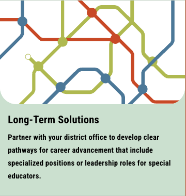 Long-Term Solutions
Partner with your district office to develop clear
pathways for career advancement that include
specialized positions or leadership roles for special
educators.